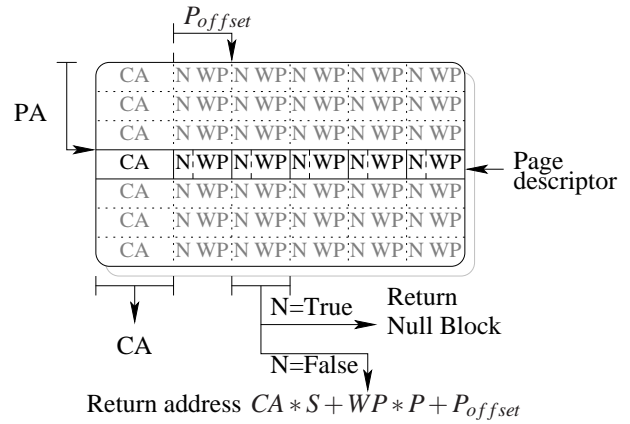 P_offset
CA N WP N WP N WP N WP N WP
CA N WP N WP N WP N WP N WP
PA
CA N WP N WP N WP N WP N WP
CA N WP N WP N WP N WP N WP
Page
descriptor
CA N WP N WP N WP N WP N WP
CA N WP N WP N WP N WP N WP
CA N WP N WP N WP N WP N WP
N=True
Return
Null Block
CA
N=False
Return address CA ∗ S + WP ∗ P + P_offset